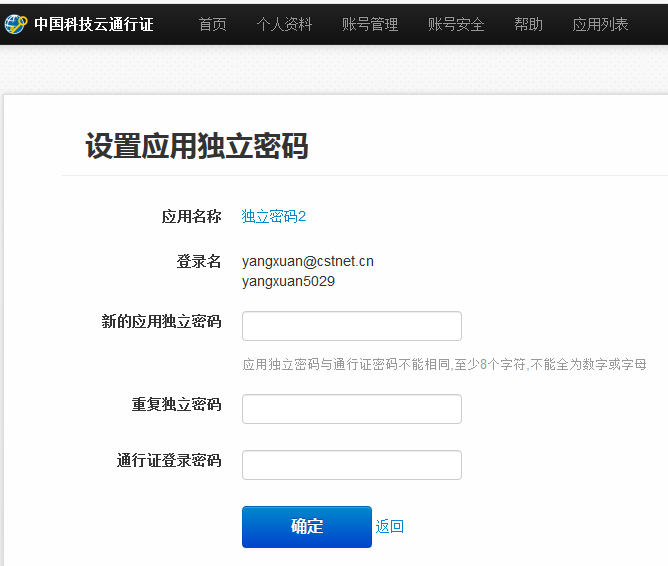 中国科技云通行证 首页 个人资料 账号管理 账号安全 帮助 应用列表
设置应用独立密码
应用名称 独立密码2
登录名 yangxuan@cstnet.cn
yangxuan5029
新的应用独立密码
应用独立密码与通行证密码不能相同,至少8个字符,不能全为数字或字母
重复独立密码
通行证登录密码
确定 返回